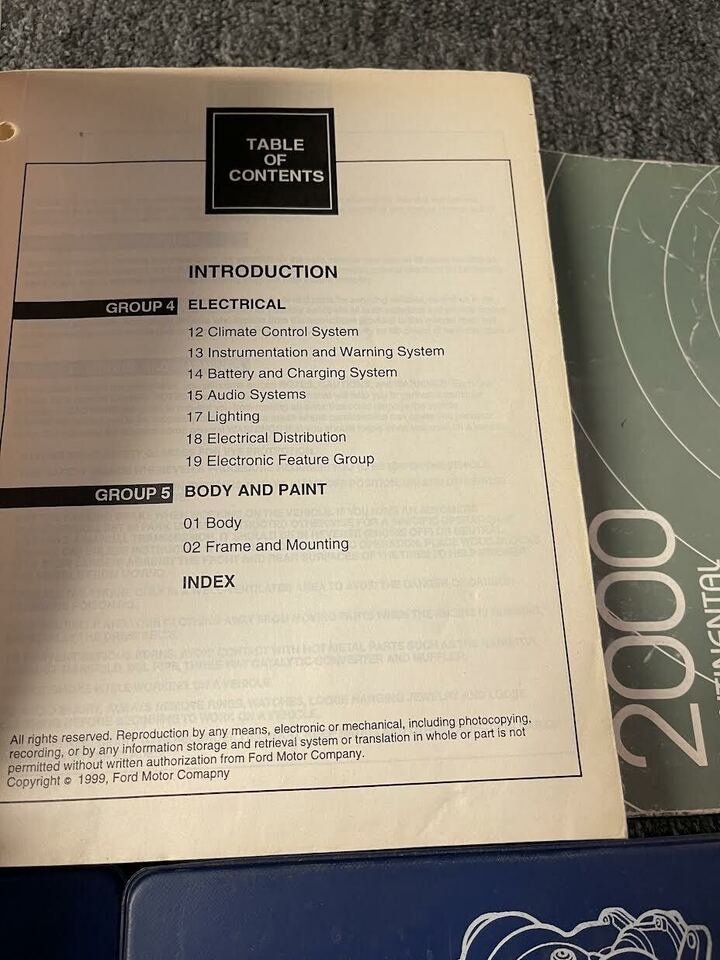 TABLE
OF
CONTENTS
INTRODUCTION
GROUP 4 ELECTRICAL
12 Climate Control System
13 Instrumentation and Warning System
14 Battery and Charging System
15 Audio Systems
17 Lighting
18 Electrical Distribution
19 Electronic Feature Group
GROUP 5 BODY AND PAINT
01 Body
02 Frame and Mounting
INDEX
All rights reserved. Reproduction by any means, electronic or mechanical, including photocopying,
recording, or by any information storage and retrieval system or translation in whole or part is not
permitted without written authorization from Ford Motor Company.
Copyright © 1999, Ford Motor Comapny
2000
TINENTAL